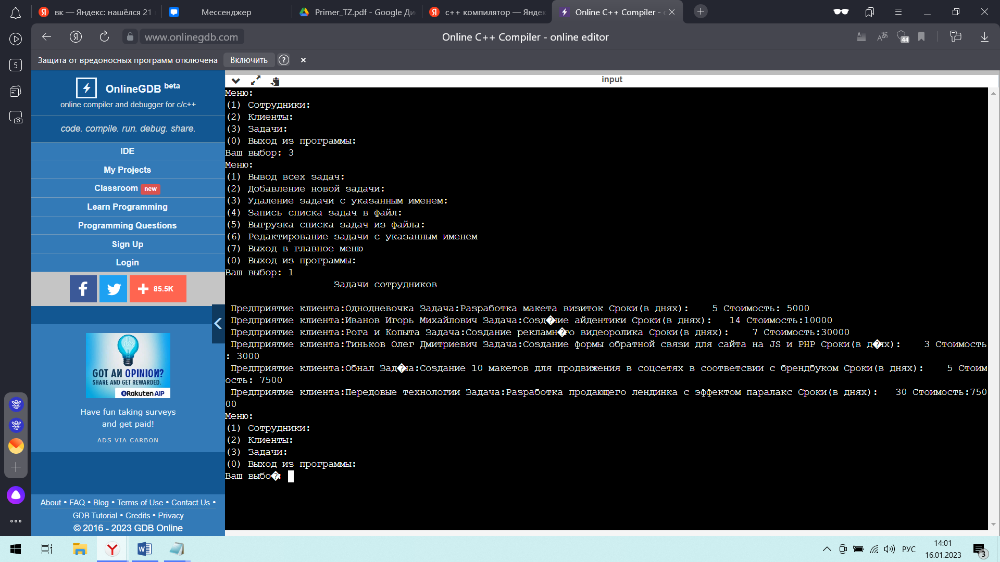 вк — Яндекс: нашёлся 21
Мессенджер
Primer_TZ.pdf - Google Ди
с++ компилятор — Яндек
Online C++ Compiler - o
www.onlinegdb.com
Online C++ Compiler - online editor
44
5
Защита от вредоносных программ отключена
Включить
?
OnlineGDB beta
online compiler and debugger for c/c++
code. compile. run. debug. share.
IDE
My Projects
Classroom new
Learn Programming
Programming Questions
Sign Up
Login
85.5K
GOT AN OPINION?
SHARE AND GET REWARDED.
Rakuten AIP
Have fun taking surveys
and get paid!
ADS VIA CARBON
About • FAQ • Blog • Terms of Use • Contact Us •
GDB Tutorial • Credits • Privacy
© 2016 - 2023 GDB Online
input
Меню:
(1) Сотрудники:
(2) Клиенты:
(3) Задачи:
(0) Выход из программы:
Ваш выбор: 3
Меню:
(1) Вывод всех задач:
(2) Добавление новой задачи:
(3) Удаление задачи с указанным именем:
(4) Запись списка задач в файл:
(5) Выгрузка списка задач из файла:
(6) Редактирование задачи с указанным именем
(7) Выход в главное меню
(0) Выход из программы:
Ваш выбор: 1
Задачи сотрудников
Предприятие клиента:Однодневочка Задача:Разработка макета визиток Сроки(в днях):    5 Стоимость: 5000
Предприятие клиента:Иванов Игорь Михайлович Задача:Созд�ние айдентики Сроки(в днях):   14 Стоимость:10000
Предприятие клиента:Рога и Копыта Задача:Создание рекламн�го видеоролика Сроки(в днях):    7 Стоимость:30000
Предприятие клиента:Тиньков Олег Дмитриевич Задача:Создание формы обратной связи для сайта на JS и PHP Сроки(в д�ях):    3 Стоимость
: 3000
Предприятие клиента:Обнал Зад�ча:Создание 10 макетов для продвижения в соцсетях в соответсвии с брендбуком Сроки(в днях):    5 Стоим
ость: 7500
Предприятие клиента:Передовые технологии Задача:Разработка продающего лендинка с эффектом паралакс Сроки(в днях):   30 Стоимость:750
00
Меню:
(1) Сотрудники:
(2) Клиенты:
(3) Задачи:
(0) Выход из программы:
Ваш выбо�:
РУС
14:01
16.01.2023
3